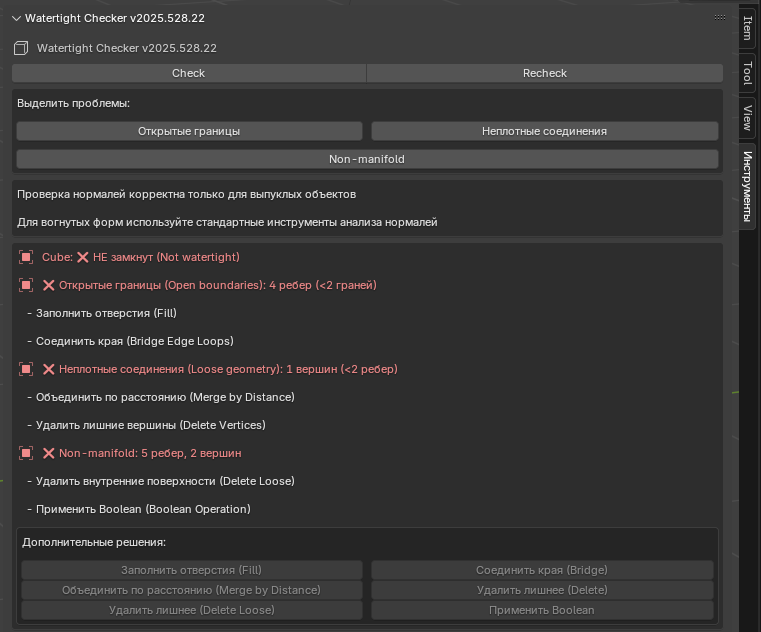 Watertight Checker v2025.528.22
Watertight Checker v2025.528.22
Check
Recheck
Выделить проблемы:
Открытые границы
Неплотные соединения
Non-manifold
Проверка нормалей корректна только для выпуклых объектов
Для вогнутых форм используйте стандартные инструменты анализа нормалей
Cube: ❌ НЕ замкнут (Not watertight)
❌ Открытые границы (Open boundaries): 4 ребер (<2 граней)
- Заполнить отверстия (Fill)
- Соединить края (Bridge Edge Loops)
❌ Неплотные соединения (Loose geometry): 1 вершин (<2 ребер)
- Объединить по расстоянию (Merge by Distance)
- Удалить лишние вершины (Delete Vertices)
❌ Non-manifold: 5 ребер, 2 вершин
- Удалить внутренние поверхности (Delete Loose)
- Применить Boolean (Boolean Operation)
Дополнительные решения:
Заполнить отверстия (Fill)
Соединить края (Bridge)
Объединить по расстоянию (Merge by Distance)
Удалить лишнее (Delete)
Удалить лишнее (Delete Loose)
Применить Boolean
Item
Tool
View
Инструменты